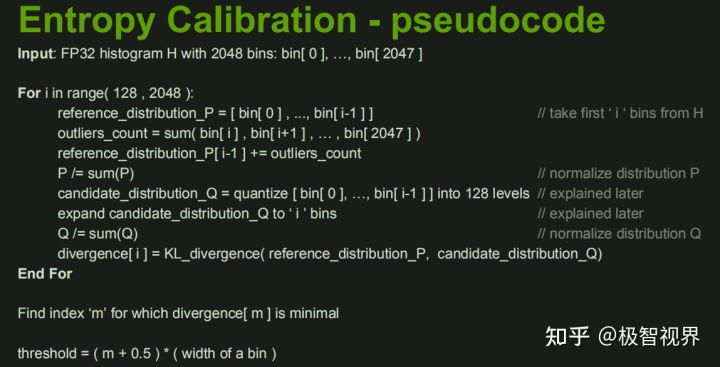 Entropy Calibration - pseudocode
Input: FP32 histogram H with 2048 bins: bin[ 0 ], …, bin[ 2047 ]
For i in range( 128 , 2048 ):
reference_distribution_P = [ bin[ 0 ] , ..., bin[ i-1 ] ] // take first ‘ i ‘ bins from H
outliers_count = sum( bin[ i ] , bin[ i+1 ] , … , bin[ 2047 ] )
reference_distribution_P[ i-1 ] += outliers_count
P /= sum(P) // normalize distribution P
candidate_distribution_Q = quantize [ bin[ 0 ], …, bin[ i-1 ] ] into 128 levels // explained later
expand candidate_distribution_Q to ‘ i ’ bins // explained later
Q /= sum(Q) // normalize distribution Q
divergence[ i ] = KL_divergence( reference_distribution_P, candidate_distribution_Q)
End For
Find index ‘m’ for which divergence[ m ] is minimal
threshold = ( m + 0.5 ) * ( width of a bin )
知乎 @极智视界